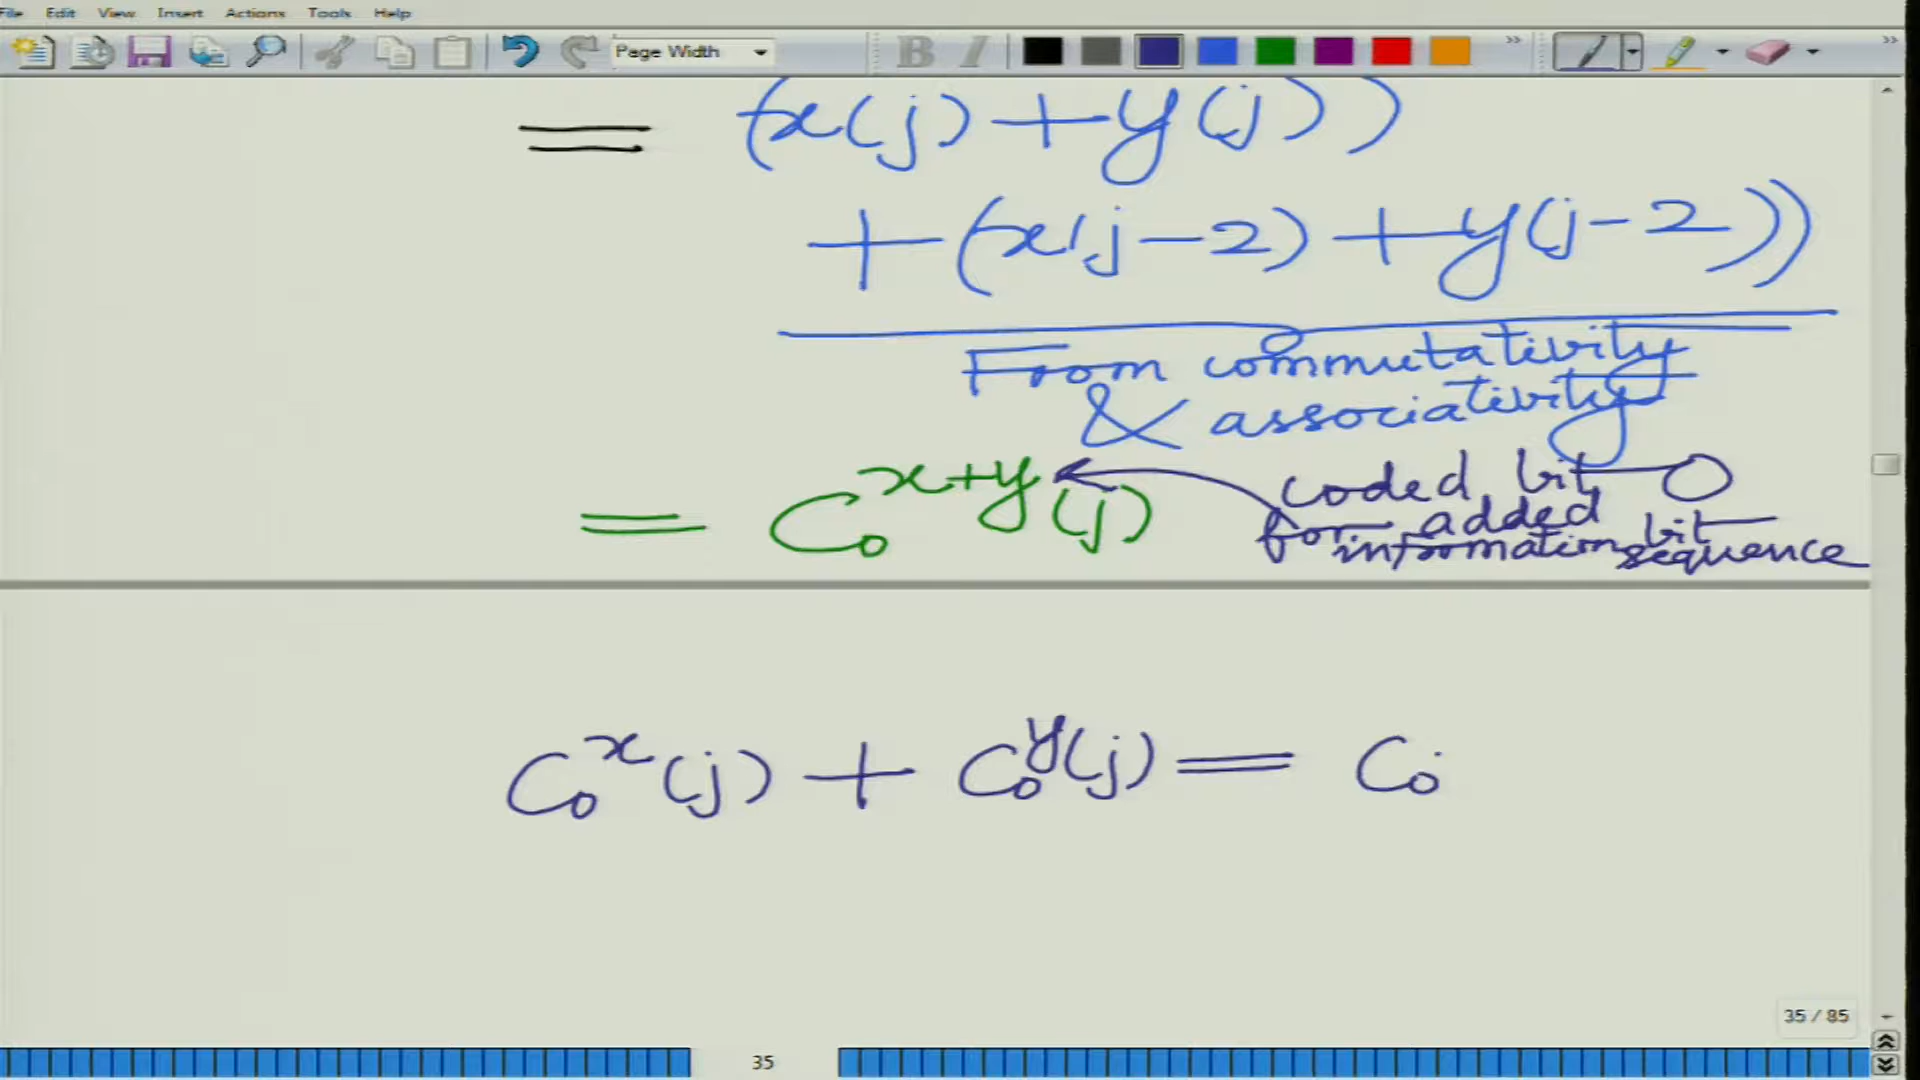 File Edit View Insert Actions Tools Help
Page Width B I
= (x(j) + y(j))
+ (x(j-2) + y(j-2))
From commutativity
& associativity
= C₀^{x+y}(j) coded bit 0
for added
information bit
sequence
C₀^x(j) + C₀^y(j) = C₀
35 / 85
35